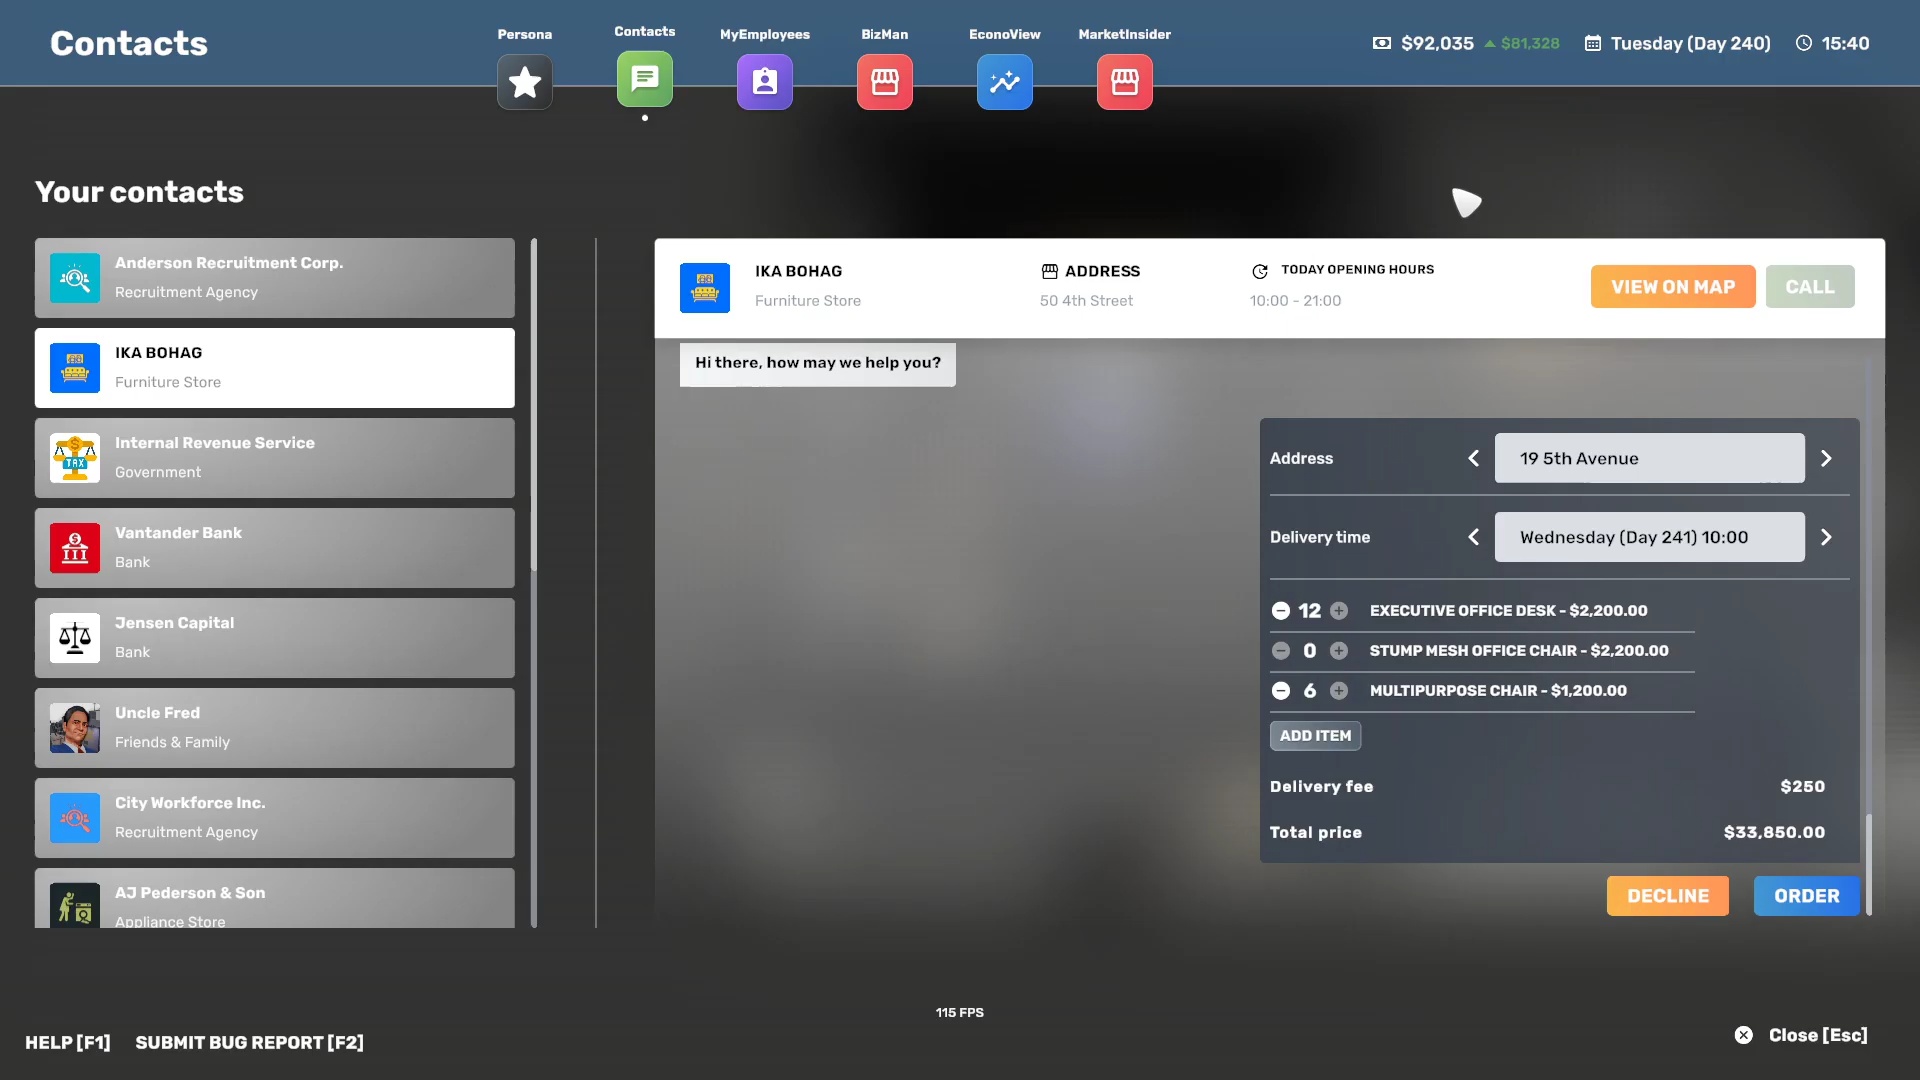 Contacts
Persona
Contacts
MyEmployees
BizMan
EconoView
MarketInsider
$92,035
$81,328
Tuesday (Day 240)
15:40
Your contacts
Anderson Recruitment Corp.
Recruitment Agency
IKA BOHAG
Furniture Store
Internal Revenue Service
Government
TAX
Vantander Bank
Bank
Jensen Capital
Bank
Uncle Fred
Friends & Family
City Workforce Inc.
Recruitment Agency
AJ Pederson & Son
Appliance Store
IKA BOHAG
Furniture Store
ADDRESS
50 4th Street
TODAY OPENING HOURS
10:00 - 21:00
VIEW ON MAP
CALL
Hi there, how may we help you?
Address
19 5th Avenue
Delivery time
Wednesday (Day 241) 10:00
12 EXECUTIVE OFFICE DESK - $2,200.00
0 STUMP MESH OFFICE CHAIR - $2,200.00
6 MULTIPURPOSE CHAIR - $1,200.00
ADD ITEM
Delivery fee $250
Total price $33,850.00
DECLINE
ORDER
115 FPS
HELP [F1]
SUBMIT BUG REPORT [F2]
Close [Esc]